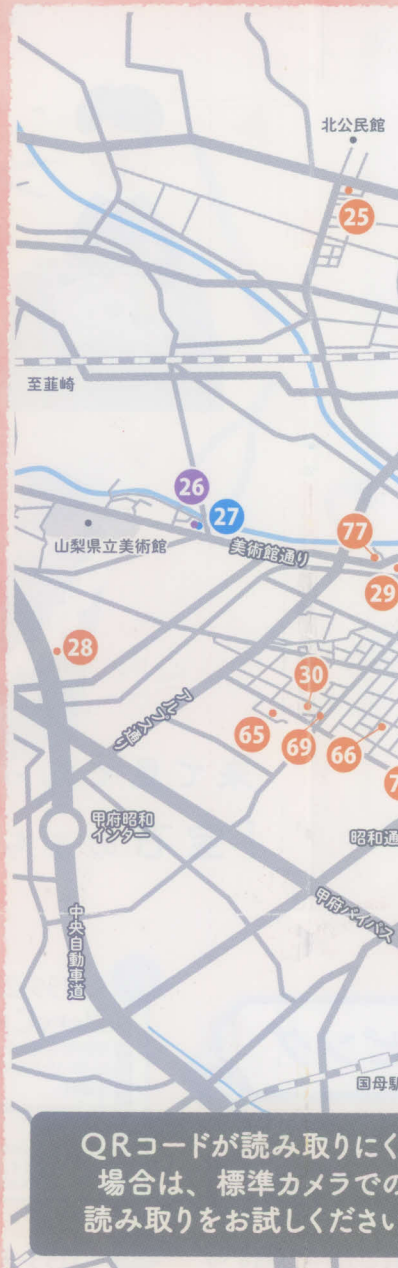 北公民館
25
至韮崎
26
27
77
山梨県立美術館
美術館通り
29
28
30
アルプス通り
65
69
66
7
甲府昭和
インター
昭和通
甲府バイパス
中央自動車道
国母駅
QRコードが読み取りにく
場合は、標準カメラでの
読み取りをお試しください